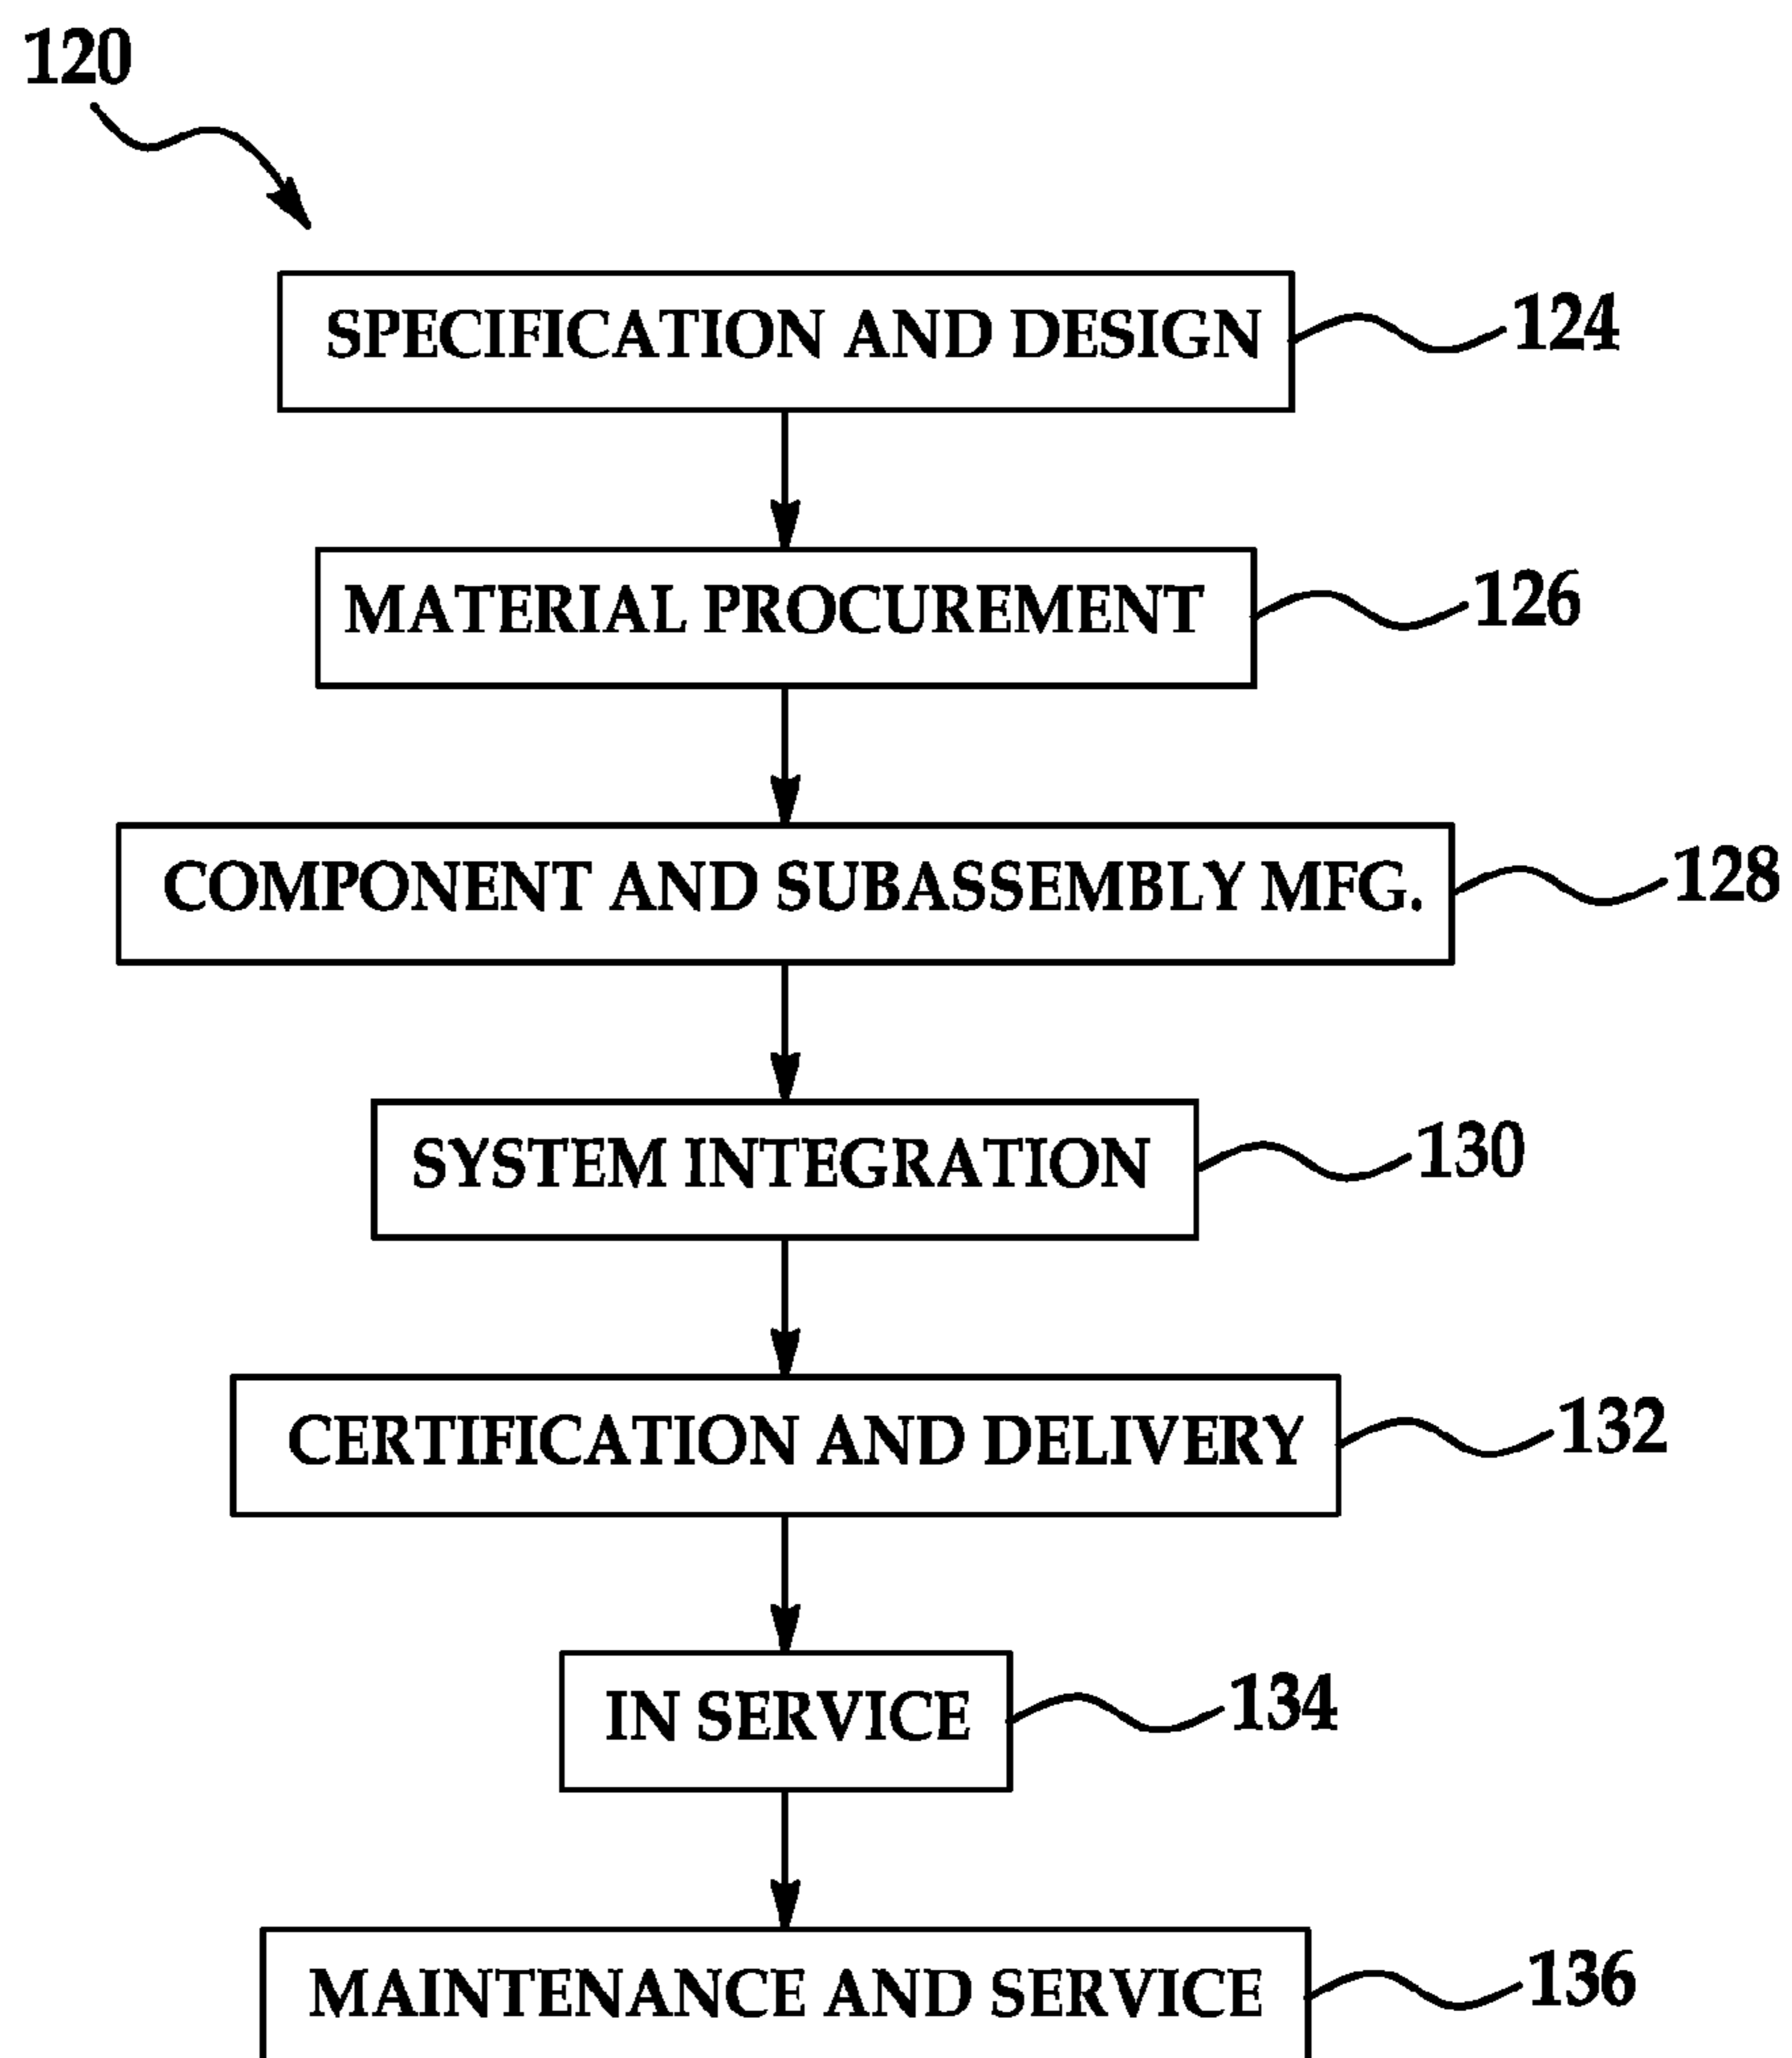 120
SPECIFICATION AND DESIGN 124
MATERIAL PROCUREMENT 126
COMPONENT AND SUBASSEMBLY MFG. 128
SYSTEM INTEGRATION 130
CERTIFICATION AND DELIVERY 132
IN SERVICE 134
MAINTENANCE AND SERVICE 136